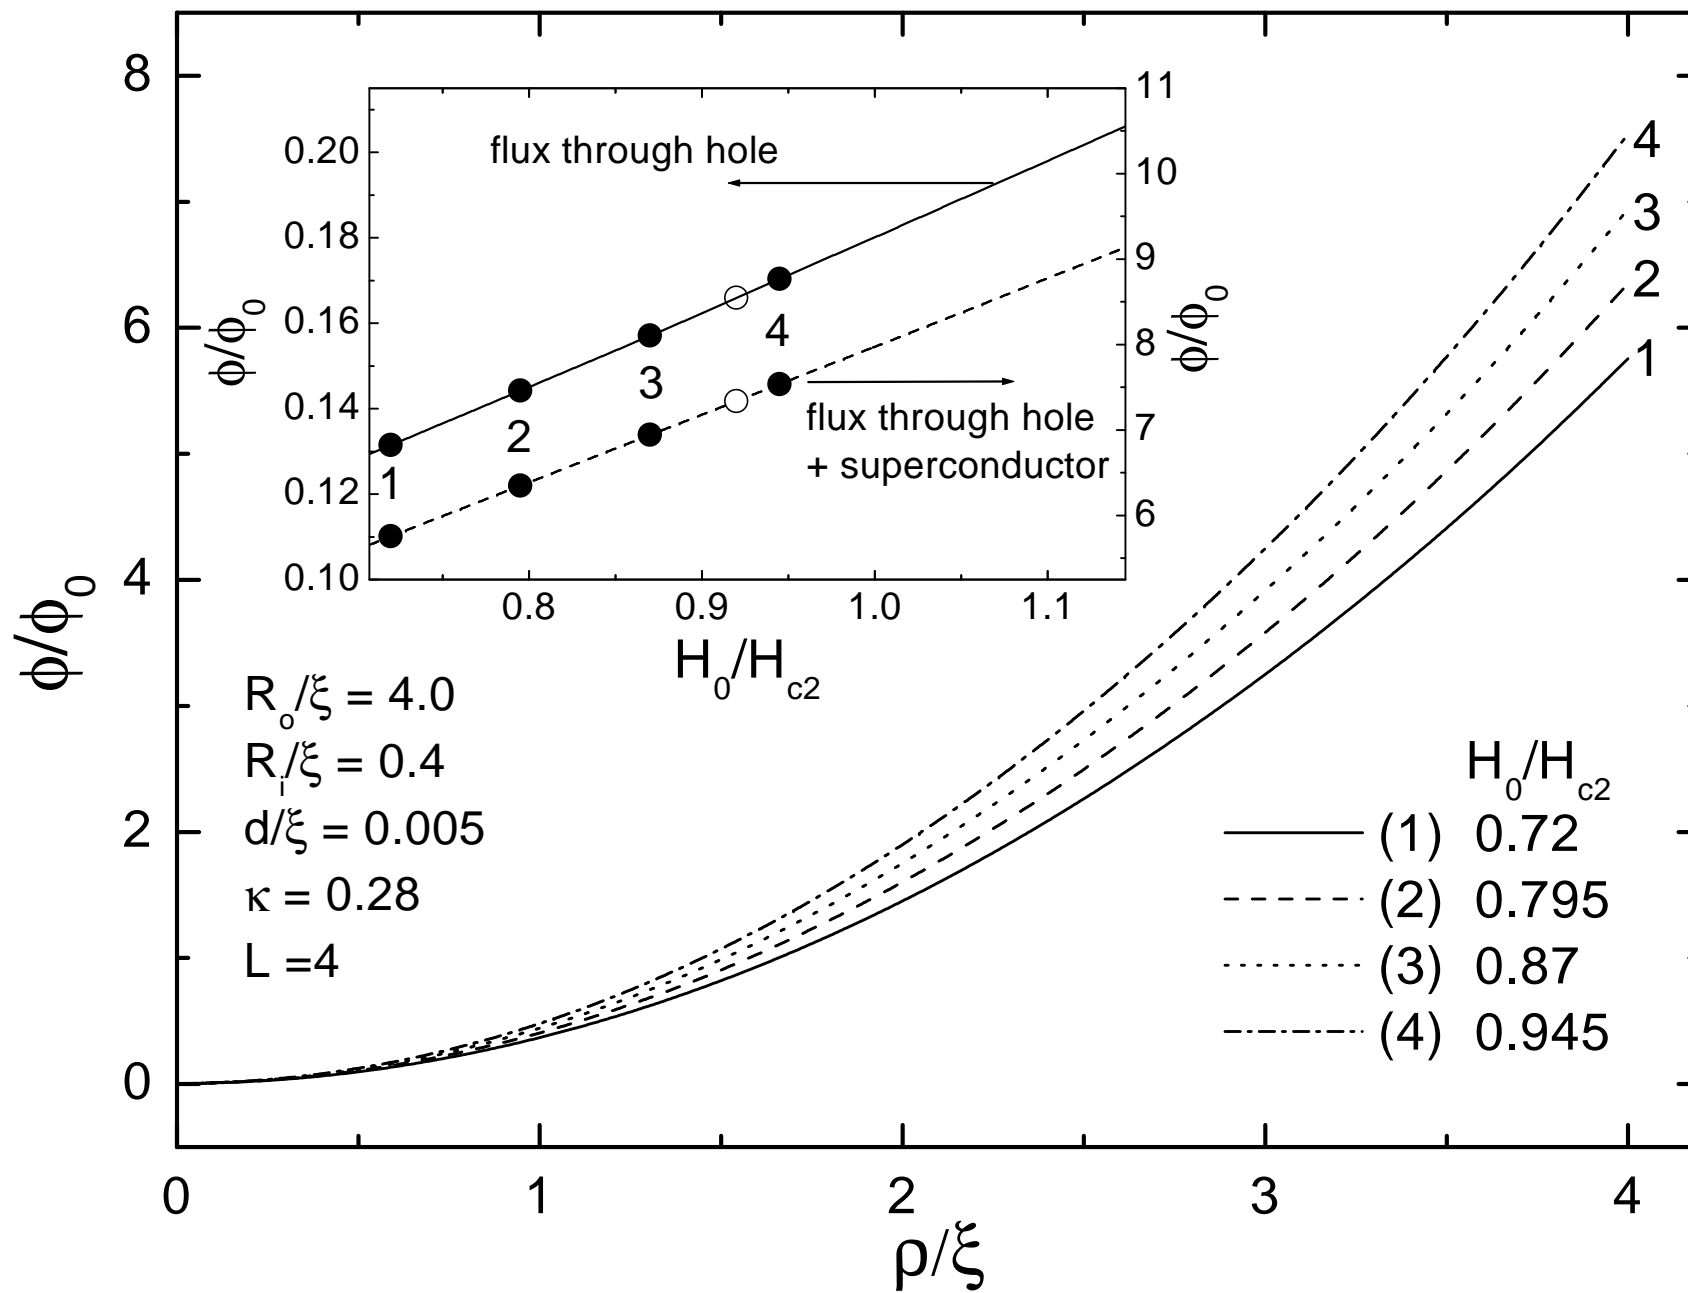 8
6
4
2
0
ϕ/ϕ0
0
1
2
3
4
ρ/ξ
0.20
0.18
0.16
0.14
0.12
0.10
ϕ/ϕ0
11
10
9
8
7
6
ϕ/ϕ0
0.8 0.9 1.0 1.1
H0/Hc2
flux through hole
flux through hole
+ superconductor
1
2
3
4
4
3
2
1
Ro/ξ = 4.0
Ri/ξ = 0.4
d/ξ = 0.005
κ = 0.28
L =4
H0/Hc2
(1) 0.72
(2) 0.795
(3) 0.87
(4) 0.945